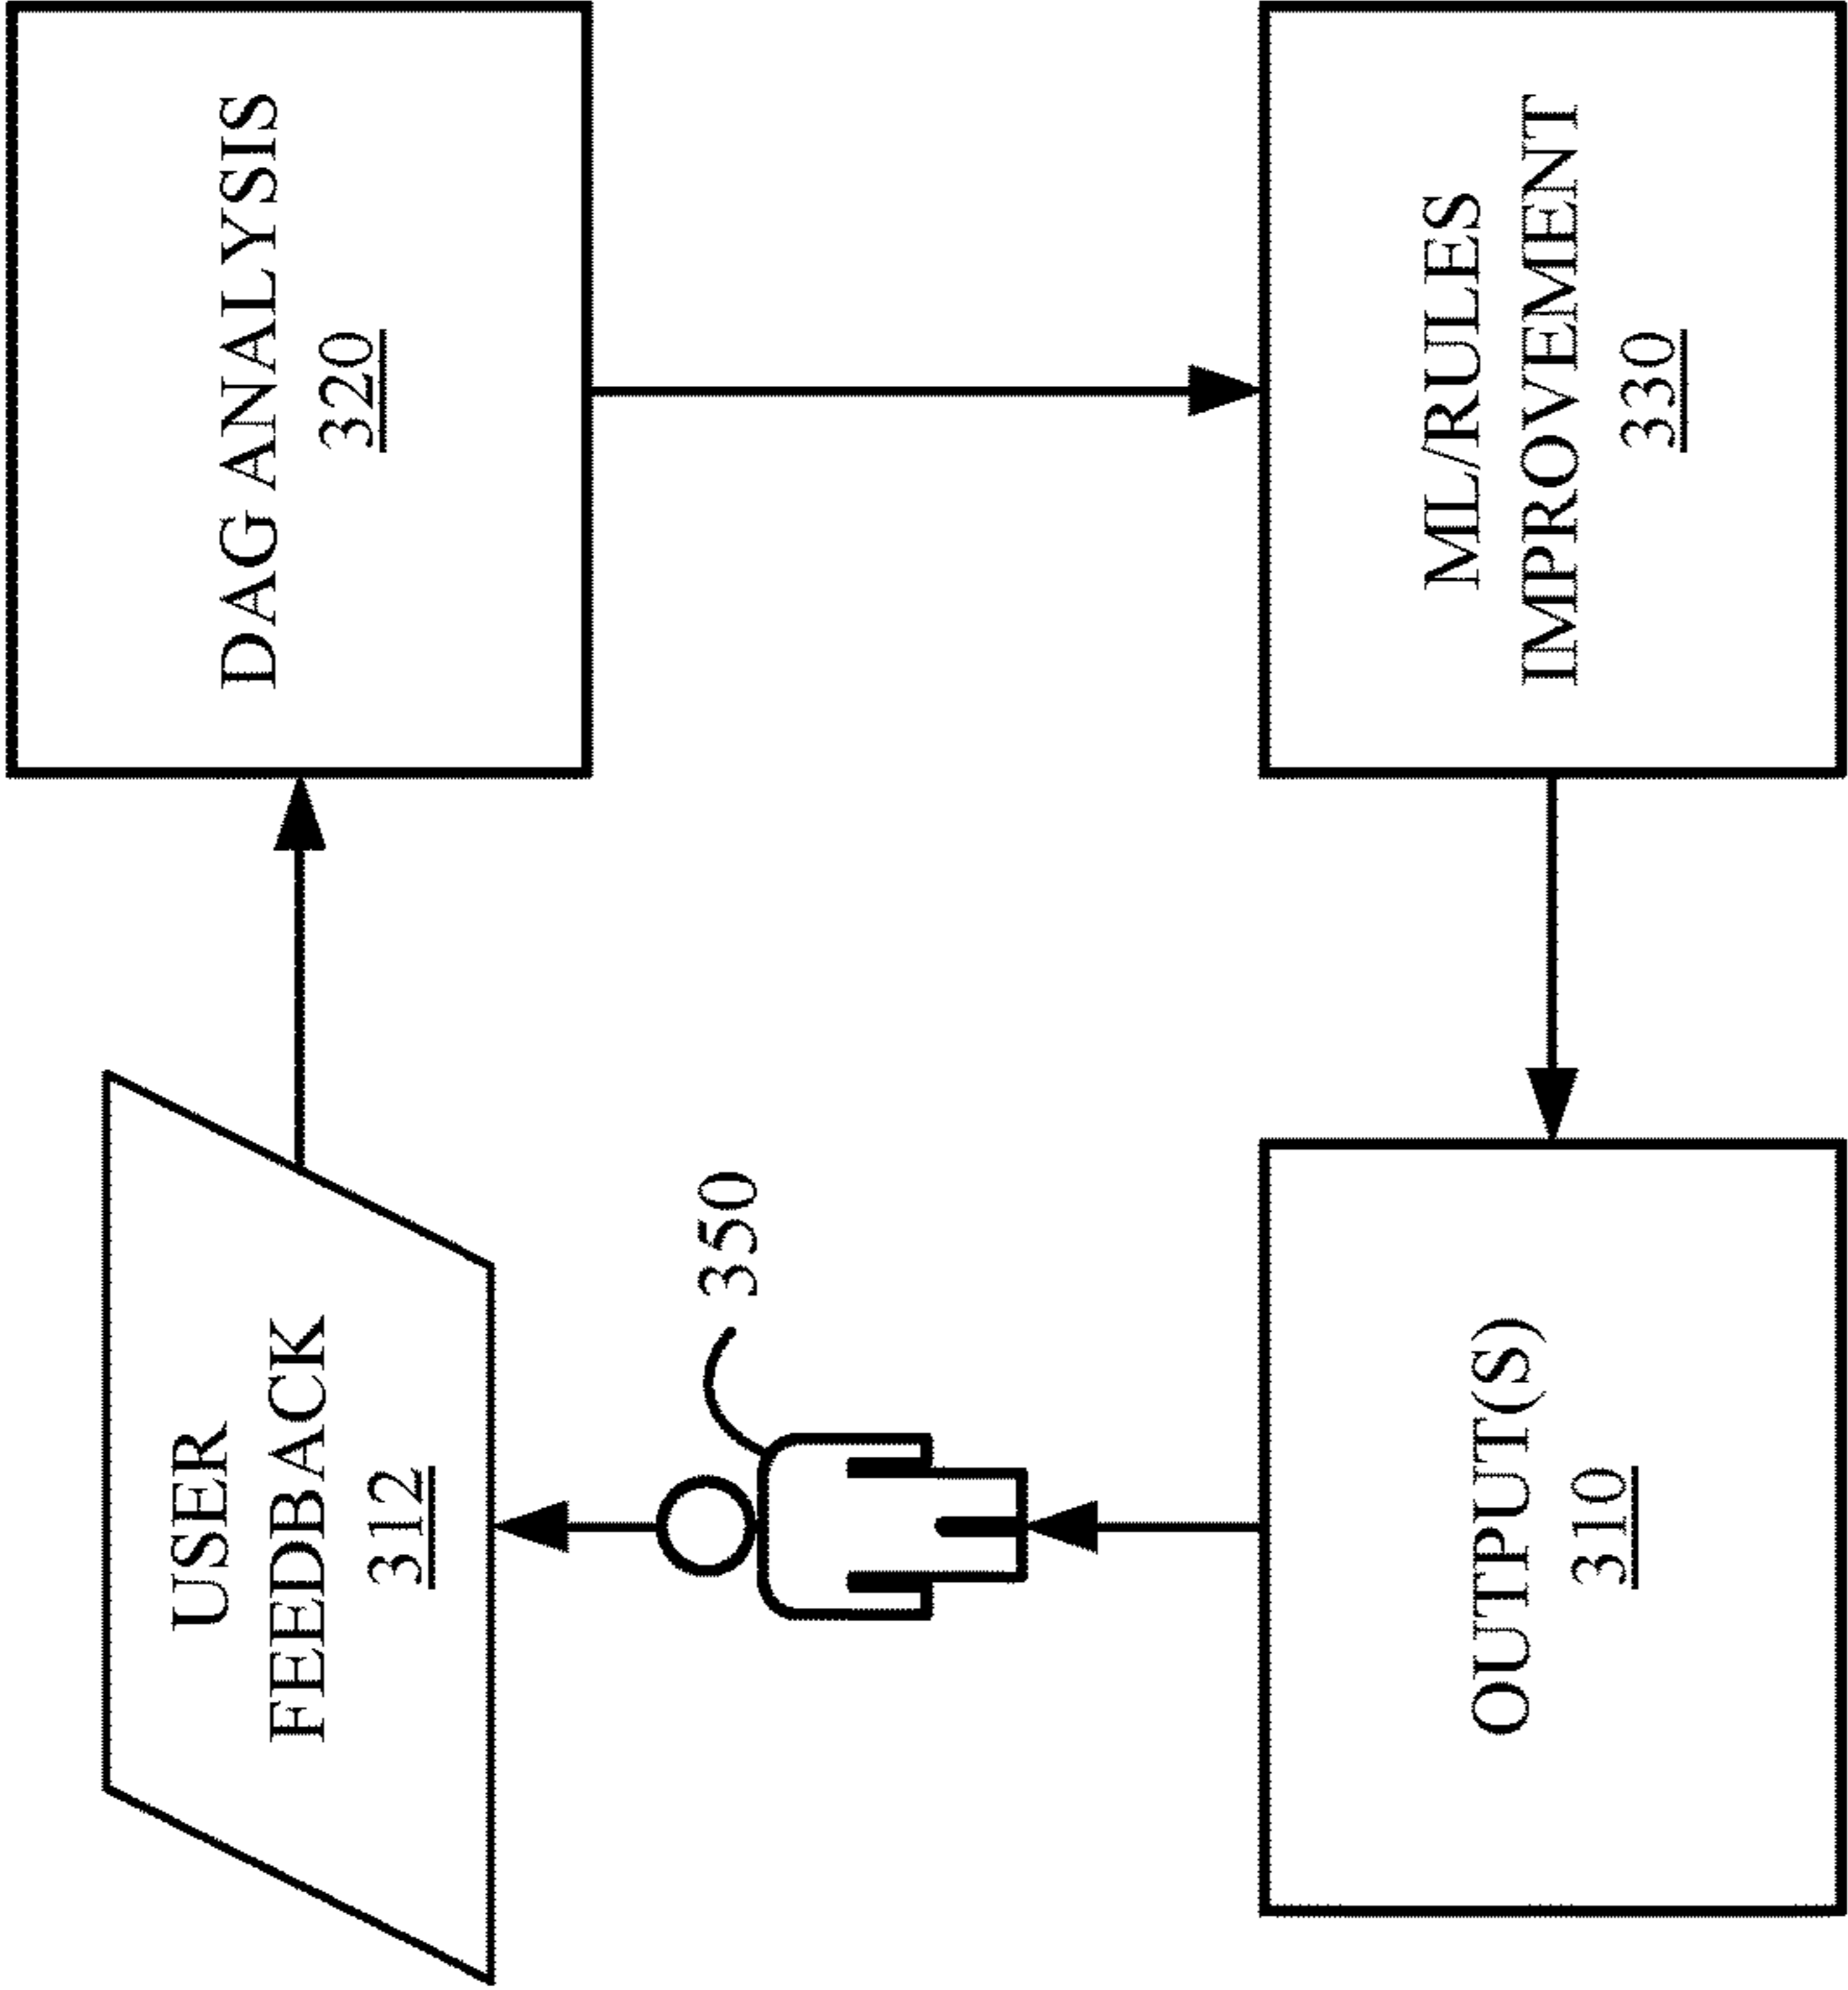 USER
FEEDBACK
312
DAG ANALYSIS
320
350
OUTPUT(S)
310
ML/RULES
IMPROVEMENT
330